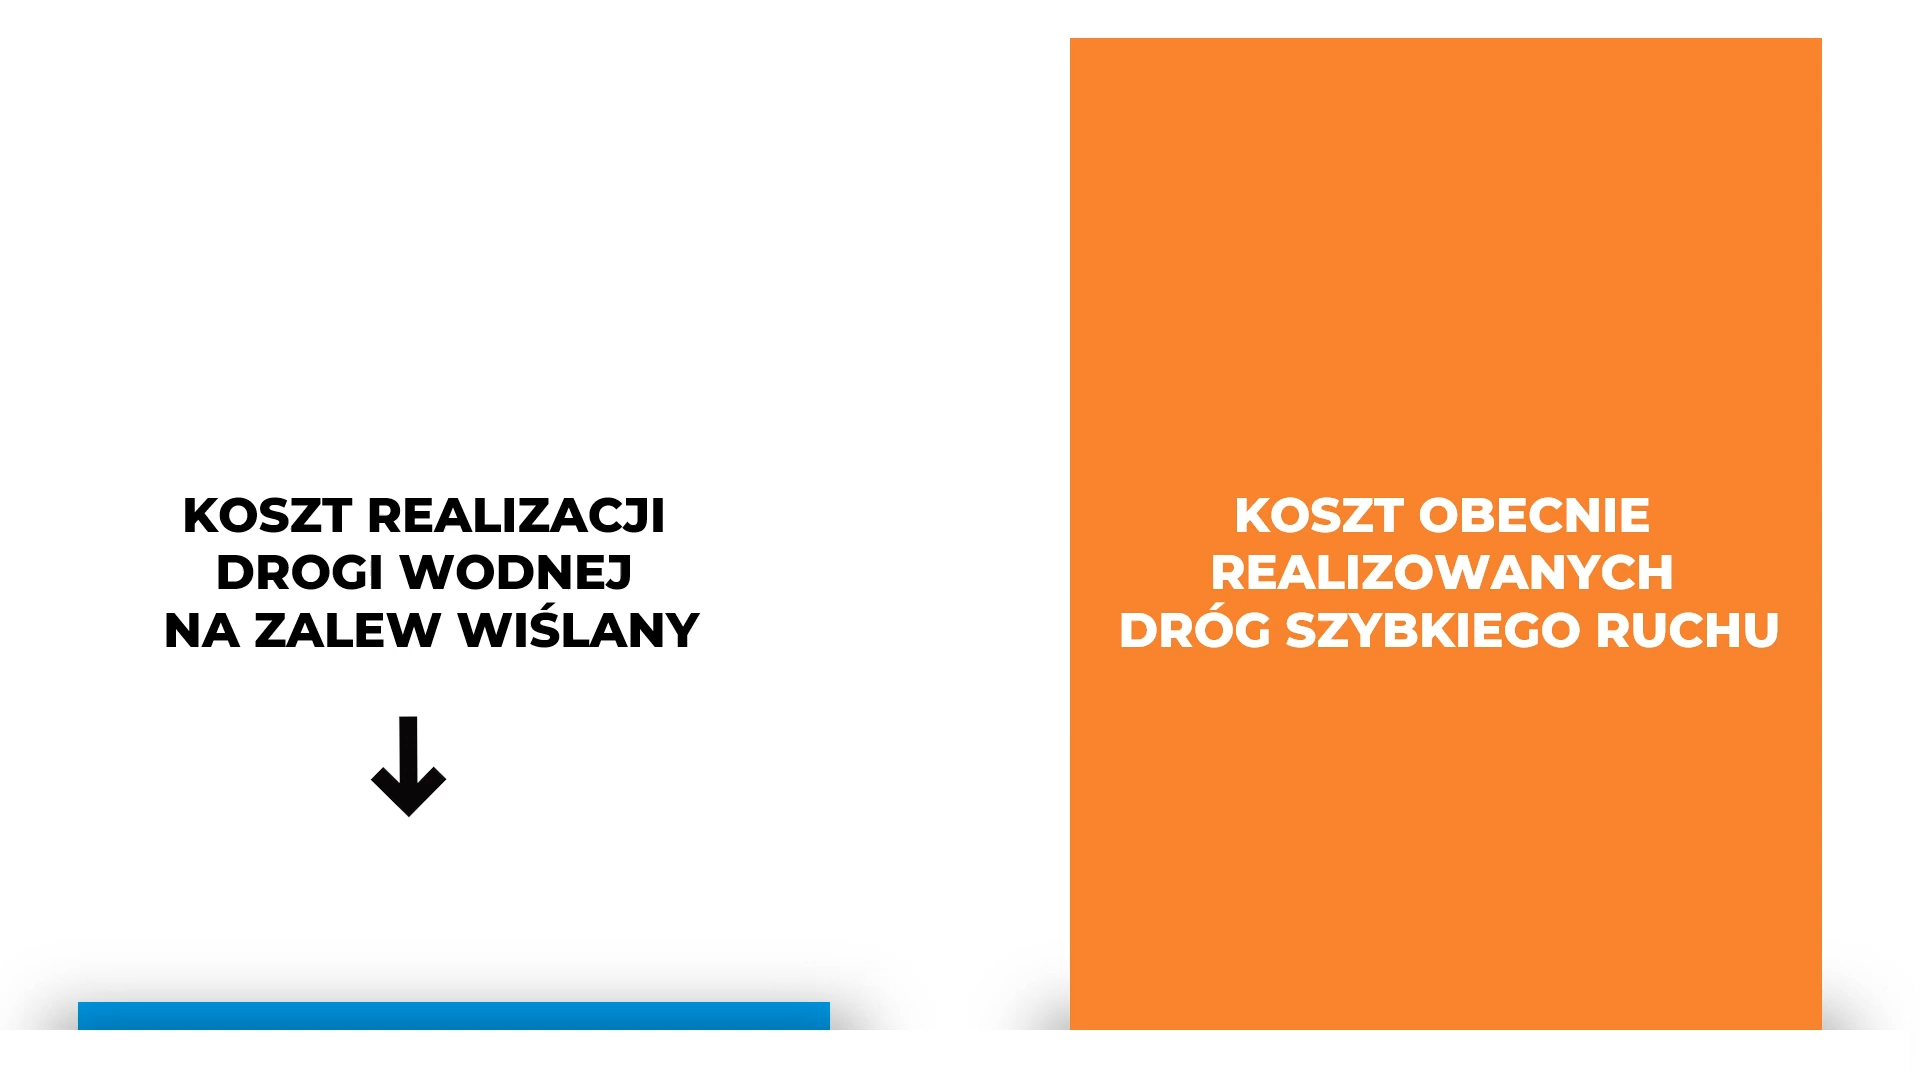 KOSZT REALIZACJI
DROGI WODNEJ
NA ZALEW WIŚLANY
KOSZT OBECNIE
REALIZOWANYCH
DRÓG SZYBKIEGO RUCHU